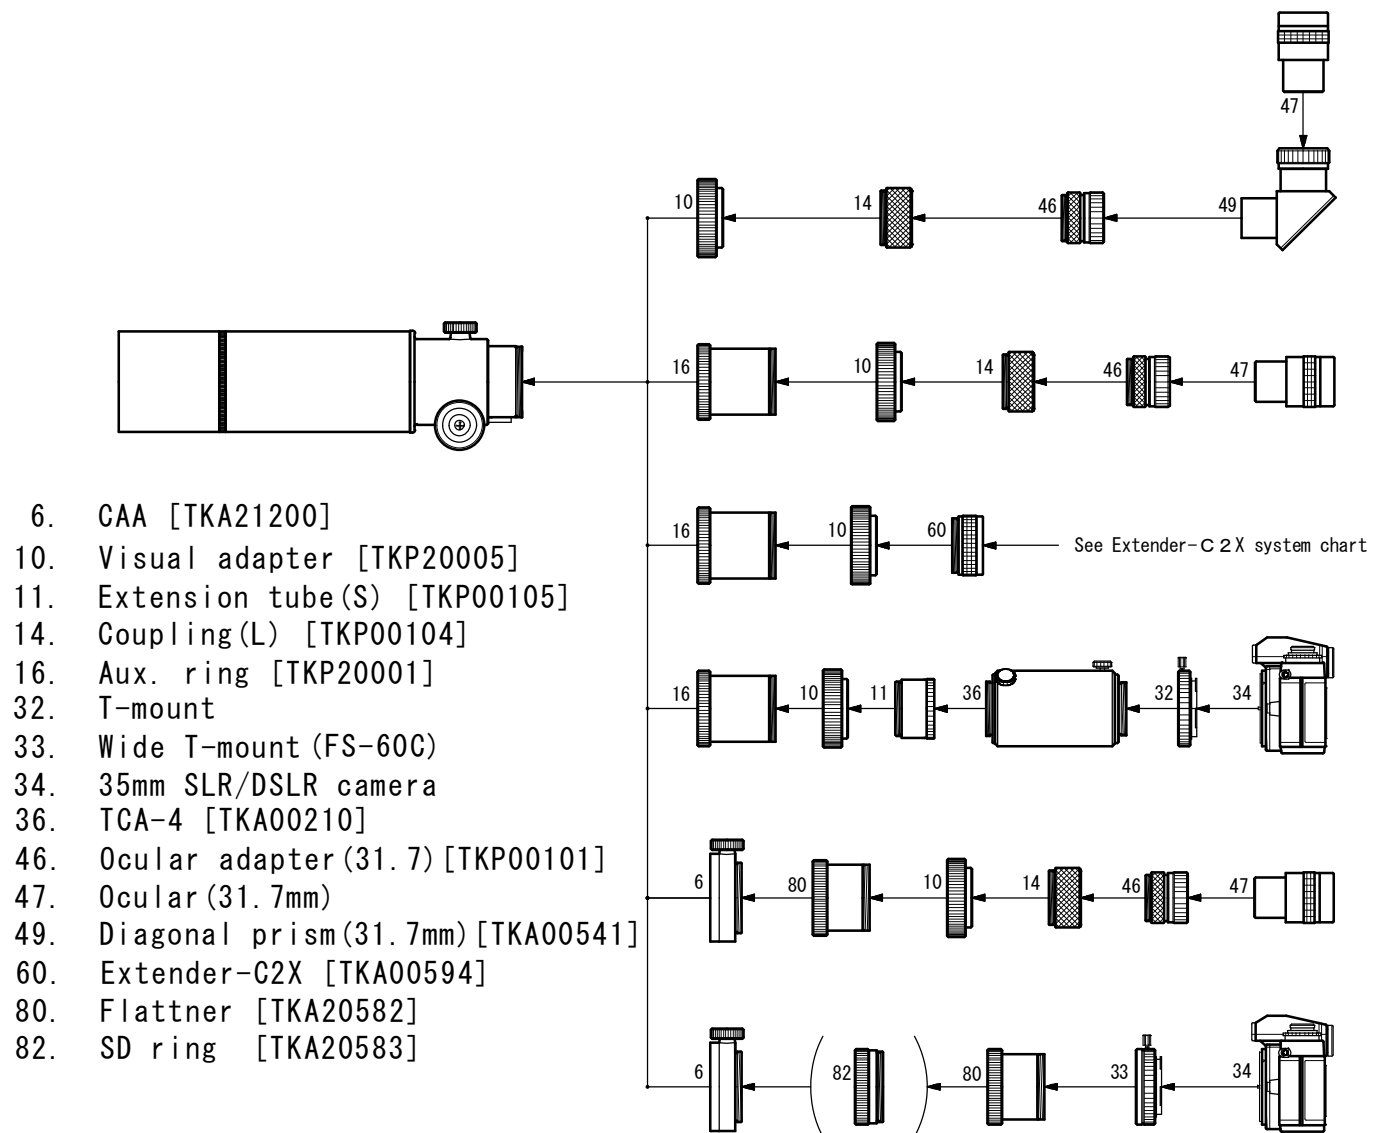 47
10 14 46 49
16 10 14 46 47
16 10 60 See Extender-C2X system chart
16 10 11 36 32 34
6 80 10 14 46 47
6 82 80 33 34
6. CAA [TKA21200]
10. Visual adapter [TKP20005]
11. Extension tube(S) [TKP00105]
14. Coupling(L) [TKP00104]
16. Aux. ring [TKP20001]
32. T-mount
33. Wide T-mount(FS-60C)
34. 35mm SLR/DSLR camera
36. TCA-4 [TKA00210]
46. Ocular adapter(31.7)[TKP00101]
47. Ocular(31.7mm)
49. Diagonal prism(31.7mm)[TKA00541]
60. Extender-C2X [TKA00594]
80. Flattner [TKA20582]
82. SD ring [TKA20583]